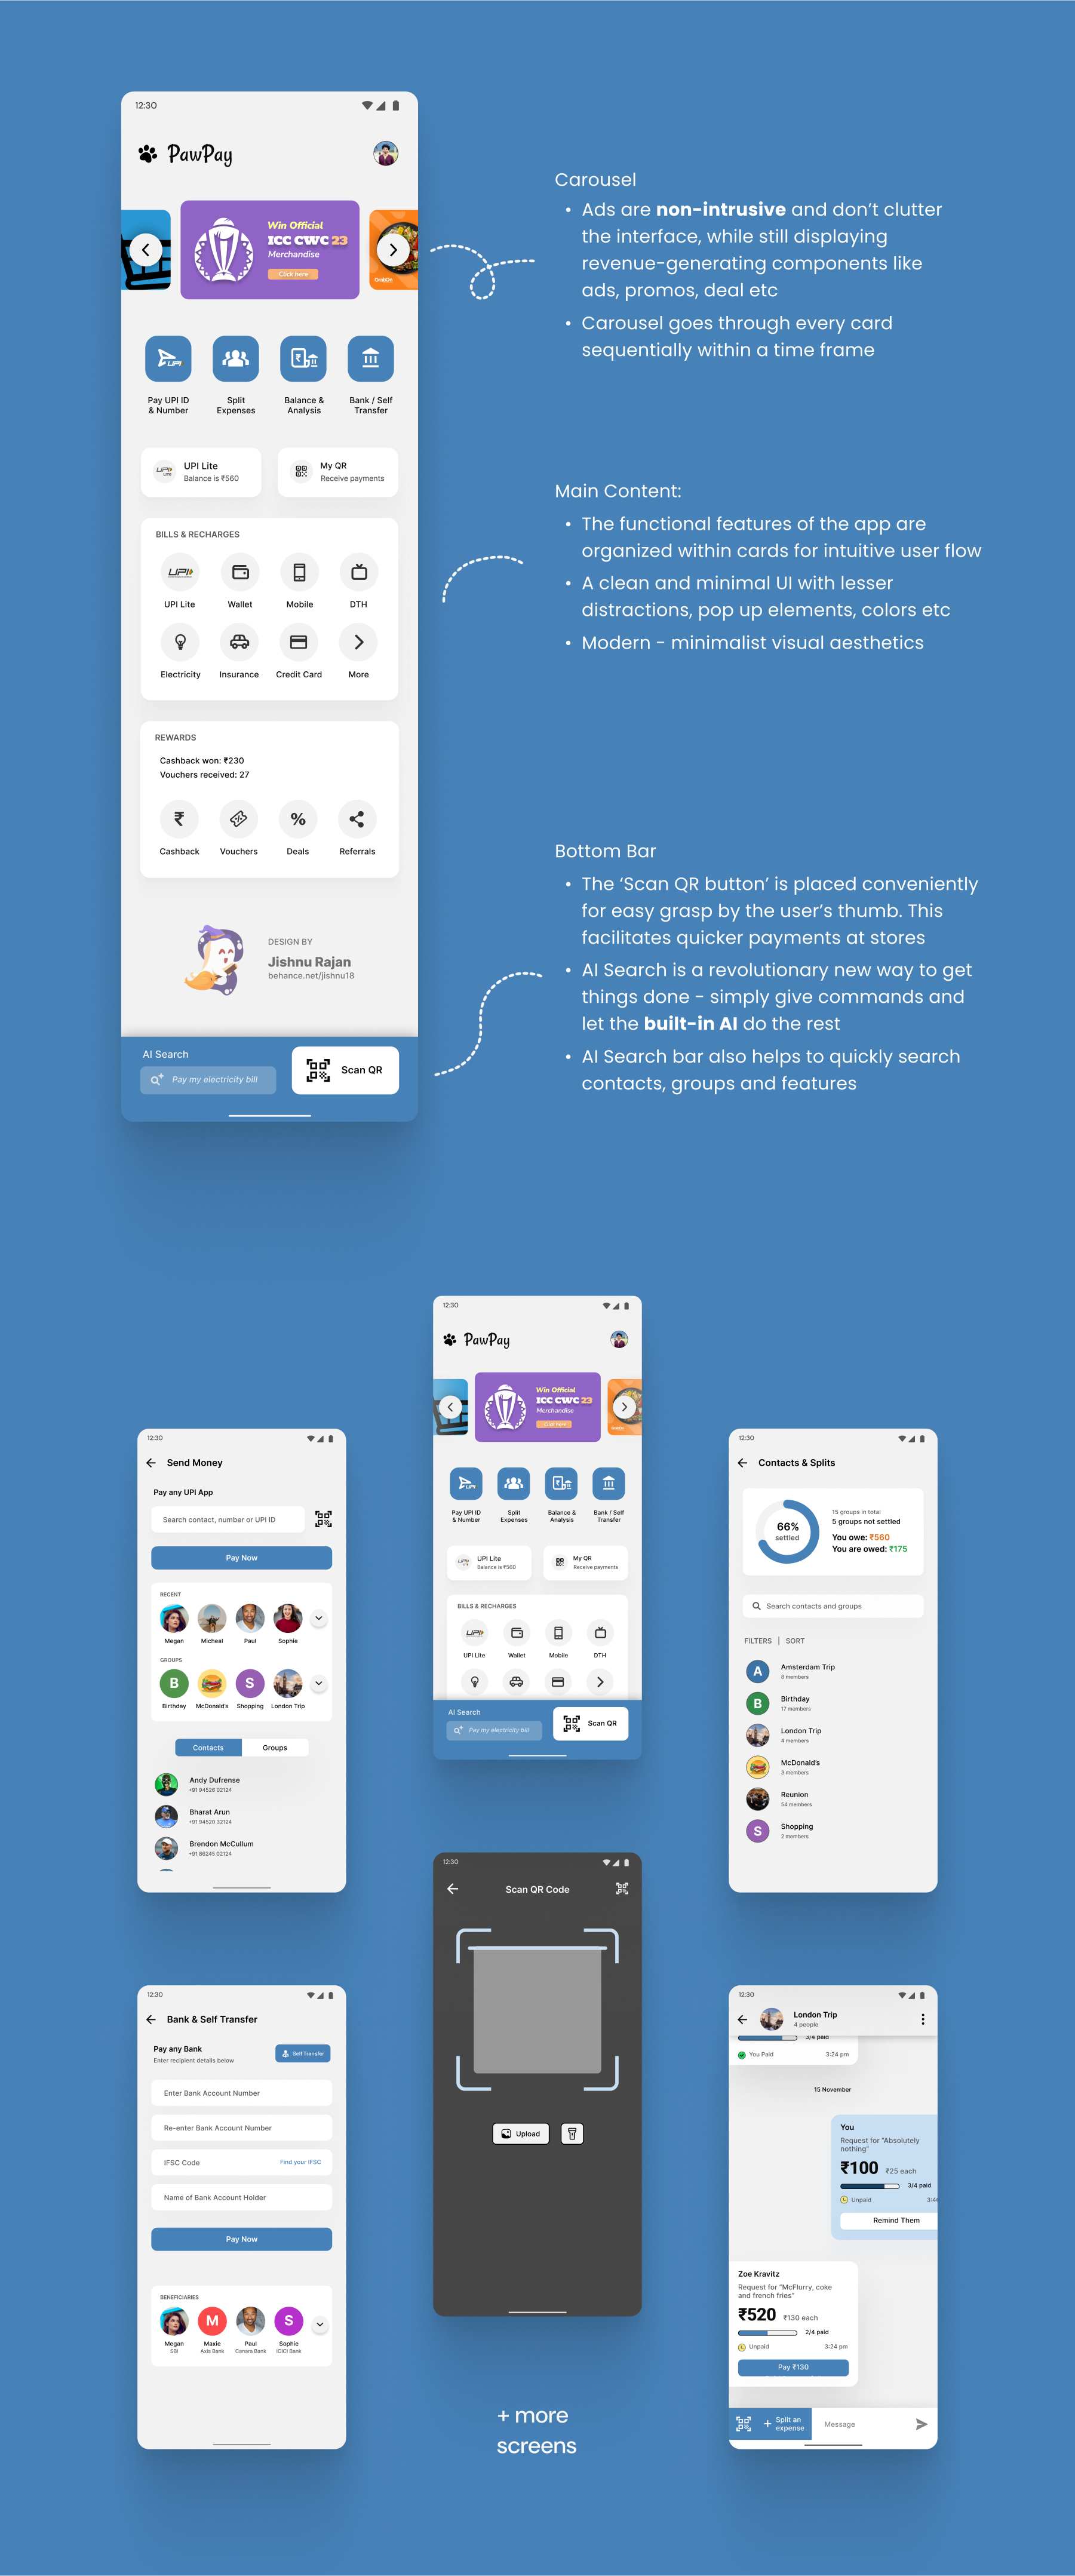 12:30
PawPay
Win Official
ICC CWC 23
Merchandise
Click here
GrabOn
Pay UPI ID
& Number
Split
Expenses
Balance &
Analysis
Bank / Self
Transfer
UPI Lite
Balance is ₹560
My QR
Receive payments
BILLS & RECHARGES
UPI Lite
Wallet
Mobile
DTH
Electricity
Insurance
Credit Card
More
REWARDS
Cashback won: ₹230
Vouchers received: 27
Cashback
Vouchers
Deals
Referrals
DESIGN BY
Jishnu Rajan
behance.net/jishnu18
AI Search
Pay my electricity bill
Scan QR
Carousel
• Ads are non-intrusive and don’t clutter
the interface, while still displaying
revenue-generating components like
ads, promos, deal etc
• Carousel goes through every card
sequentially within a time frame
Main Content:
• The functional features of the app are
organized within cards for intuitive user flow
• A clean and minimal UI with lesser
distractions, pop up elements, colors etc
• Modern - minimalist visual aesthetics
Bottom Bar
• The ‘Scan QR button’ is placed conveniently
for easy grasp by the user’s thumb. This
facilitates quicker payments at stores
• AI Search is a revolutionary new way to get
things done - simply give commands and
let the built-in AI do the rest
• AI Search bar also helps to quickly search
contacts, groups and features
12:30
PawPay
Win Official
ICC CWC 23
Merchandise
Click here
Pay UPI ID
& Number
Split
Expenses
Balance &
Analysis
Bank / Self
Transfer
UPI Lite
Balance is ₹560
My QR
Receive payments
BILLS & RECHARGES
UPI Lite
Wallet
Mobile
DTH
AI Search
Pay my electricity bill
Scan QR
12:30
Send Money
Pay any UPI App
Search contact, number or UPI ID
Pay Now
RECENT
Megan
Micheal
Paul
Sophie
GROUPS
B
S
Birthday
McDonald's
Shopping
London Trip
Contacts
Groups
Andy Dufrense
+91 94528 02124
Bharat Arun
+91 94520 32124
Brendon McCullum
+91 86245 02124
12:30
Contacts & Splits
66%
settled
15 groups in total
5 groups not settled
You owe: ₹560
You are owed: ₹175
Search contacts and groups
FILTERS | SORT
A
Amsterdam Trip
8 members
B
Birthday
17 members
London Trip
4 members
McDonald's
3 members
Reunion
54 members
S
Shopping
2 members
12:30
Scan QR Code
Upload
12:30
Bank & Self Transfer
Pay any Bank
Enter recipient details below
Self Transfer
Enter Bank Account Number
Re-enter Bank Account Number
IFSC Code
Find your IFSC
Name of Bank Account Holder
Pay Now
BENEFICIARIES
M
S
Megan
SBI
Maxie
Axis Bank
Paul
Canara Bank
Sophie
ICICI Bank
12:30
London Trip
4 people
3/4 paid
You Paid
3:24 pm
15 November
You
Request for “Absolutely
nothing”
₹100 ₹25 each
3/4 paid
Unpaid
Remind Them
Zoe Kravitz
Request for “McFlurry, coke
and french fries”
₹520 ₹130 each
2/4 paid
Unpaid
3:24 pm
Pay ₹130
Split an
expense
Message
+ more
screens